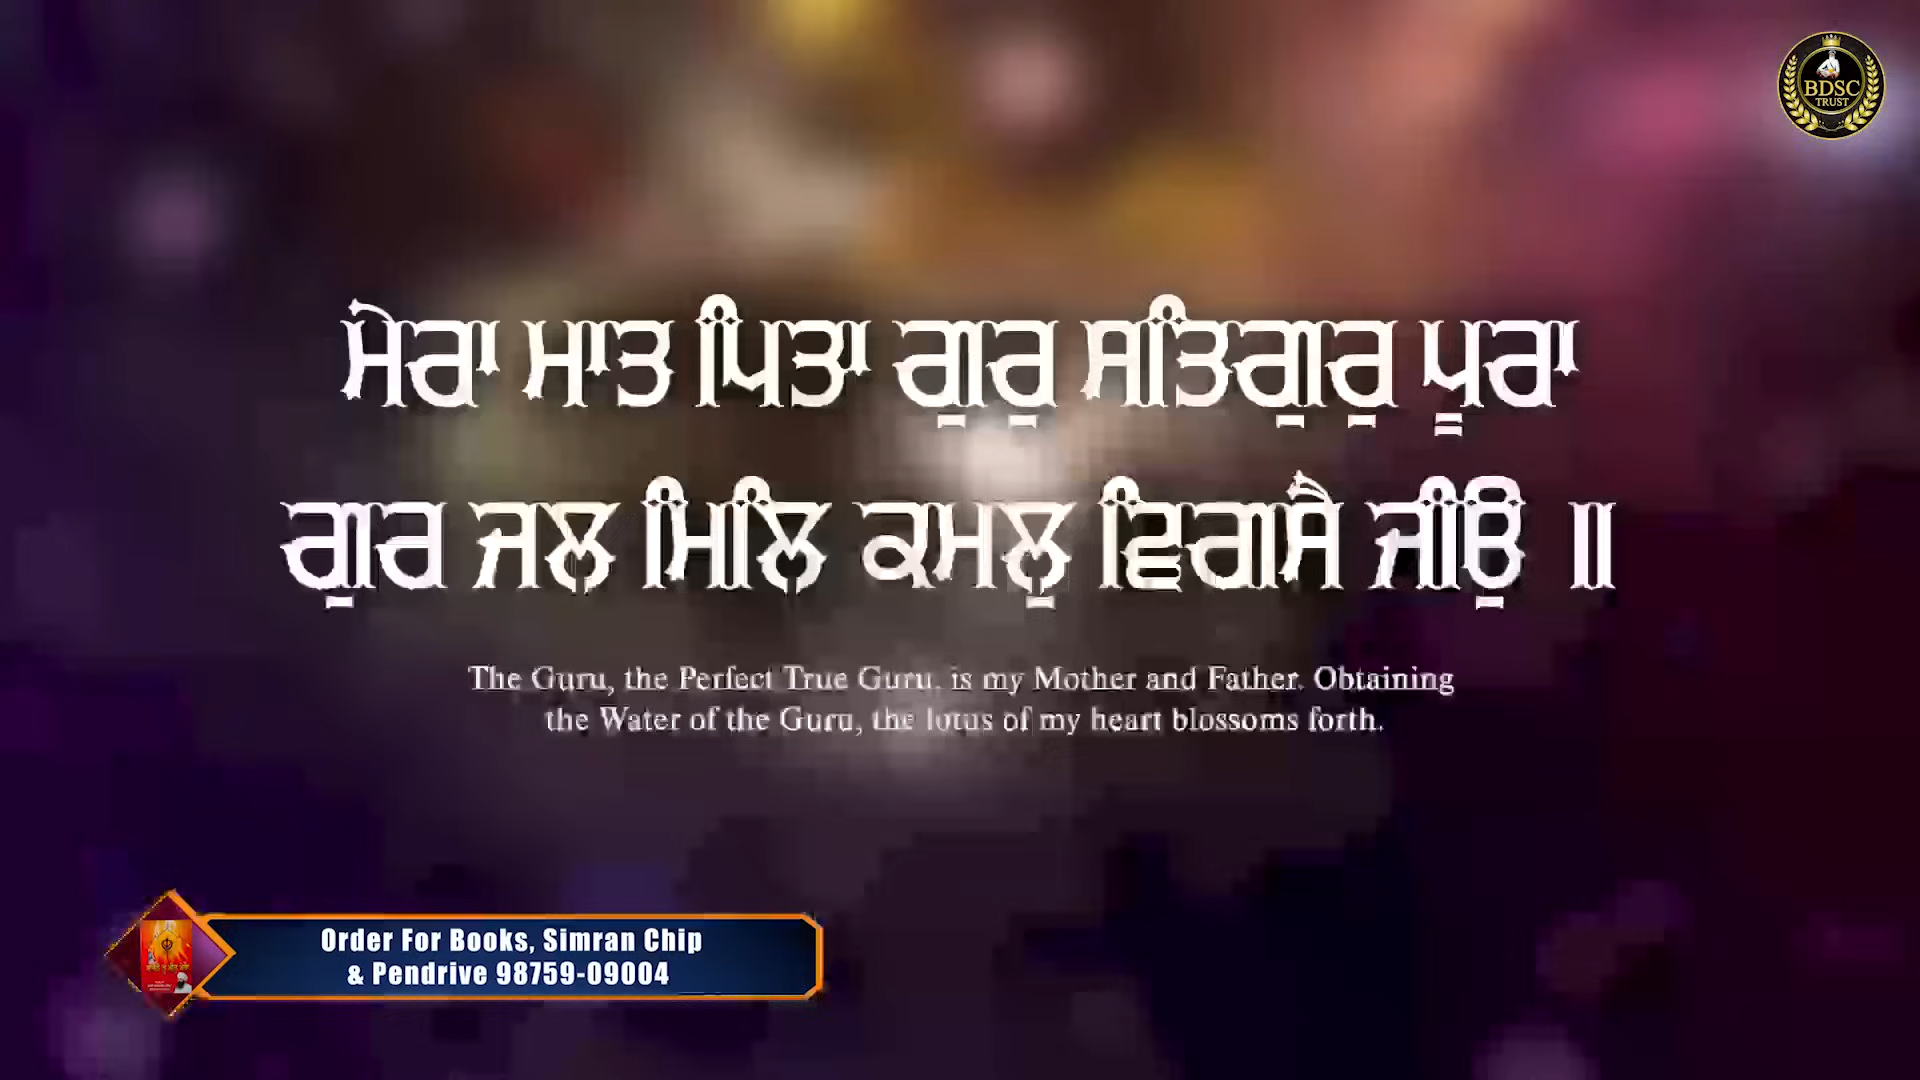 BDSC
TRUST
ਮੇਰਾ ਮਾਤ ਪਿਤਾ ਗੁਰੁ ਸਤਿਗੁਰੁ ਪੂਰਾ
ਗੁਰ ਜਲ ਮਿਲਿ ਕਮਲੁ ਵਿਗਸੈ ਜੀਉ ॥
The Guru, the Perfect True Guru, is my Mother and Father. Obtaining
the Water of the Guru, the lotus of my heart blossoms forth.
Order For Books, Simran Chip
& Pendrive 98759-09004